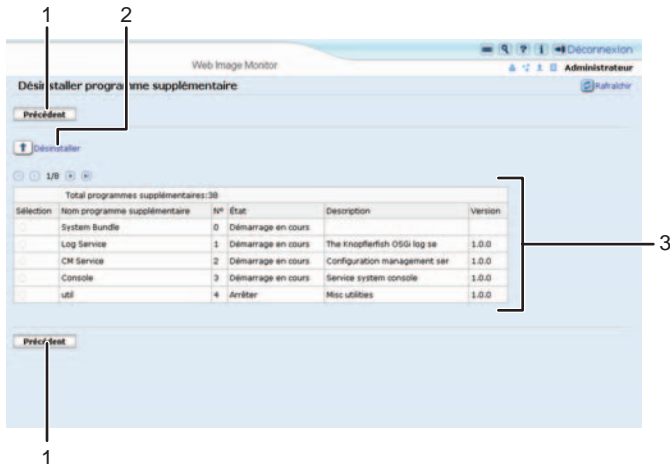 1 2
Déconnexion
Web Image Monitor Administrateur
Désinstaller programme supplémentaire Rafraîchir
Précédent
Désinstaller
1/8
Total programmes supplémentaires:38
Sélection Nom programme supplémentaire Nº État Description Version
System Bundle 0 Démarrage en cours
Log Service 1 Démarrage en cours The Knopflerfish OSGi log se 1.0.0
CM Service 2 Démarrage en cours Configuration management ser 1.0.0
Console 3 Démarrage en cours Service system console 1.0.0
util 4 Arrêter Misc utilities 1.0.0
3
Précédent
1